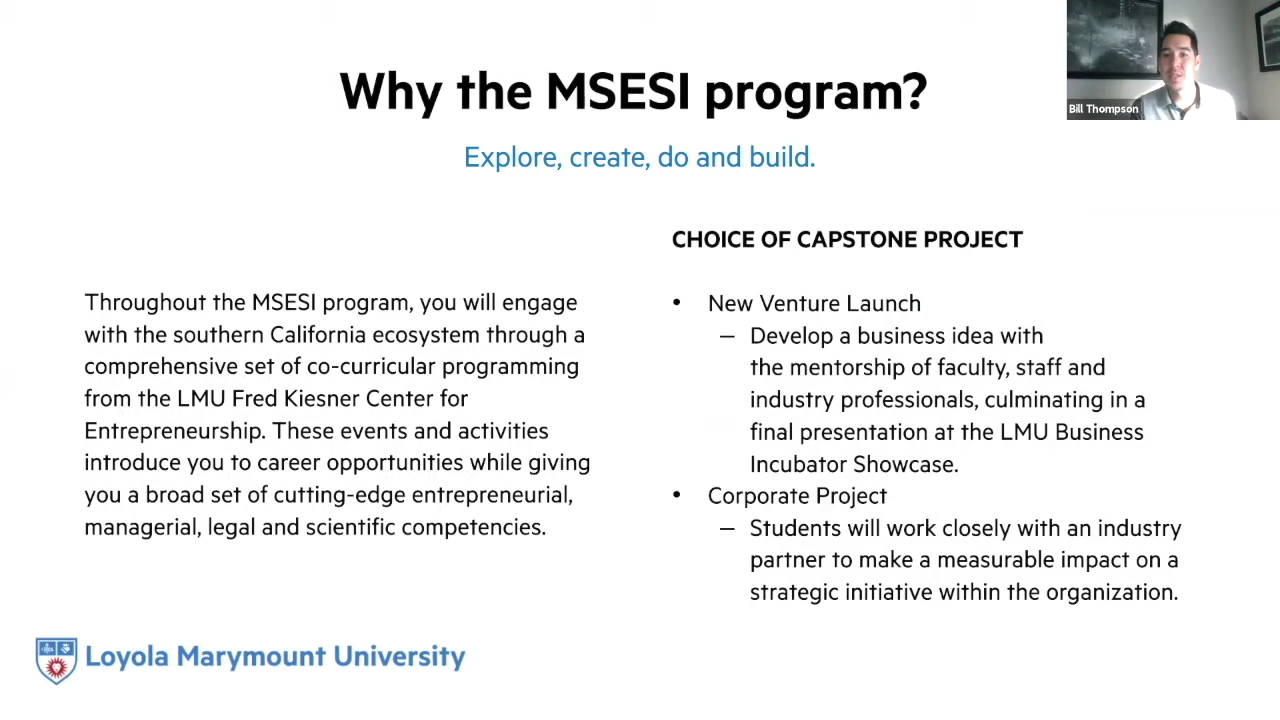 Why the MSESI program?
Bill Thompson
Explore, create, do and build.
Throughout the MSESI program, you will engage
with the southern California ecosystem through a
comprehensive set of co-curricular programming
from the LMU Fred Kiesner Center for
Entrepreneurship. These events and activities
introduce you to career opportunities while giving
you a broad set of cutting-edge entrepreneurial,
managerial, legal and scientific competencies.
CHOICE OF CAPSTONE PROJECT
• New Venture Launch
– Develop a business idea with
the mentorship of faculty, staff and
industry professionals, culminating in a
final presentation at the LMU Business
Incubator Showcase.
• Corporate Project
– Students will work closely with an industry
partner to make a measurable impact on a
strategic initiative within the organization.
Loyola Marymount University